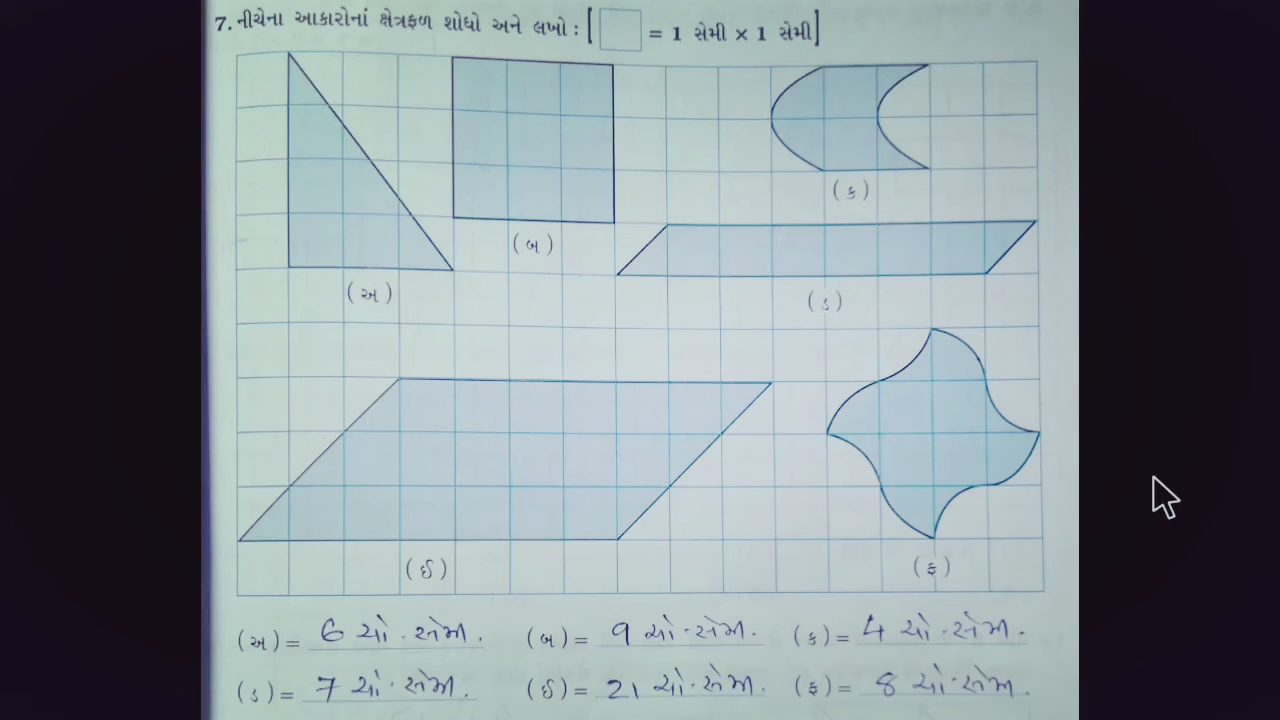 7. નીચેના આકારોનાં ક્ષેત્રફળ શોધો અને લખો : [ = 1 સેમી × 1 સેમી]
(ક)
(બ)
(અ)
(ડ)
(ઈ)
(ફ)
(અ) = 6 ચો. સેમી. (બ) = 9 ચો. સેમી. (ક) = 4 ચો. સેમી.
(ડ) = 7 ચો. સેમી. (ઈ) = 21 ચો. સેમી. (ફ) = 8 ચો. સેમી.